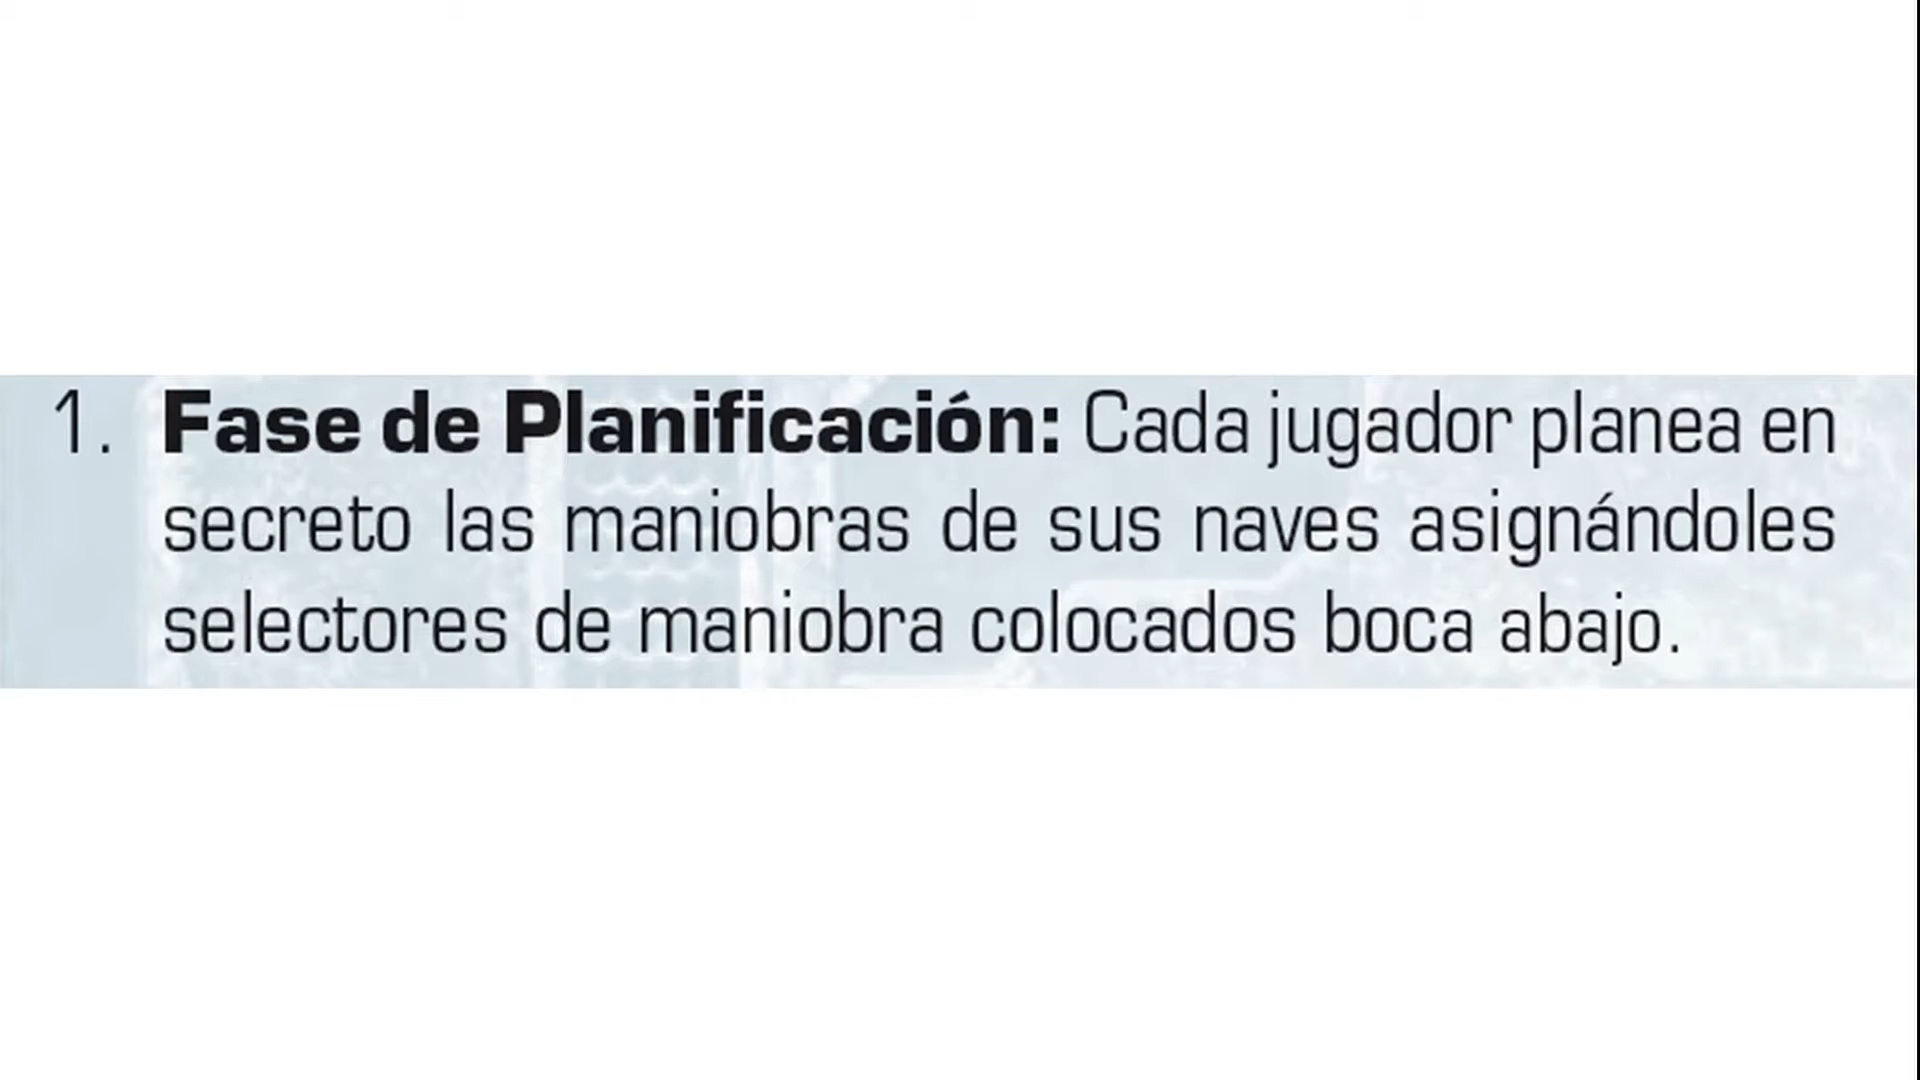 1. Fase de Planificación: Cada jugador planea en
secreto las maniobras de sus naves asignándoles
selectores de maniobra colocados boca abajo.